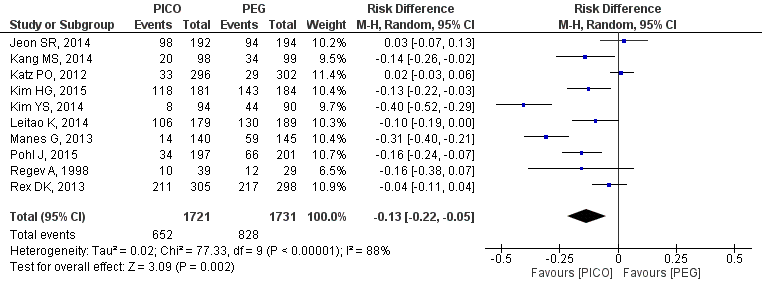 PICO PEG Risk Difference Risk Difference
Study or Subgroup Events Total Events Total Weight M-H, Random, 95% CI M-H, Random, 95% CI
Jeon SR, 2014 98 192 94 194 10.2% 0.03 [-0.07, 0.13]
Kang MS, 2014 20 98 34 99 9.5% -0.14 [-0.26, -0.02]
Katz PO, 2012 33 296 29 302 11.5% 0.02 [-0.03, 0.06]
Kim HG, 2015 118 181 143 184 10.3% -0.13 [-0.22, -0.03]
Kim YS, 2014 8 94 44 90 9.6% -0.40 [-0.52, -0.29]
Leitao K, 2014 106 179 130 189 10.2% -0.10 [-0.19, 0.00]
Manes G, 2013 14 140 59 145 10.3% -0.31 [-0.40, -0.21]
Pohl J, 2015 34 197 66 201 10.6% -0.16 [-0.24, -0.07]
Regev A, 1998 10 39 12 29 6.6% -0.16 [-0.38, 0.07]
Rex DK, 2013 211 305 217 298 10.9% -0.04 [-0.11, 0.04]
Total (95% CI) 1721 1731 100.0% -0.13 [-0.22, -0.05]
Total events 652 828
Heterogeneity: Tau² = 0.02; Chi² = 77.33, df = 9 (P < 0.00001); I² = 88%
Test for overall effect: Z = 3.09 (P = 0.002)
-0.5 -0.25 0 0.25 0.5
Favours [PICO] Favours [PEG]